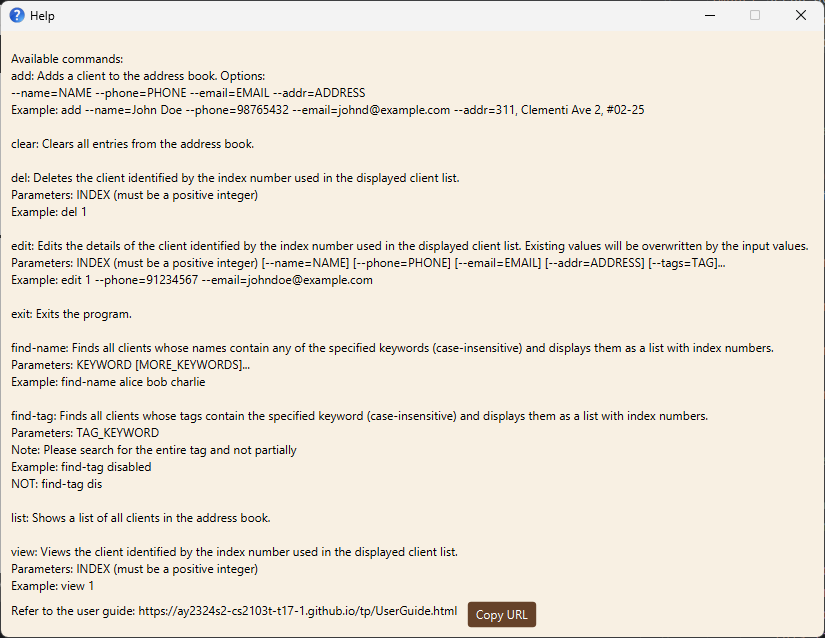 Help
Available commands:
add: Adds a client to the address book. Options:
--name=NAME --phone=PHONE --email=EMAIL --addr=ADDRESS
Example: add --name=John Doe --phone=98765432 --email=johnd@example.com --addr=311, Clementi Ave 2, #02-25
clear: Clears all entries from the address book.
del: Deletes the client identified by the index number used in the displayed client list.
Parameters: INDEX (must be a positive integer)
Example: del 1
edit: Edits the details of the client identified by the index number used in the displayed client list. Existing values will be overwritten by the input values.
Parameters: INDEX (must be a positive integer) [--name=NAME] [--phone=PHONE] [--email=EMAIL] [--addr=ADDRESS] [--tags=TAG]...
Example: edit 1 --phone=91234567 --email=johndoe@example.com
exit: Exits the program.
find-name: Finds all clients whose names contain any of the specified keywords (case-insensitive) and displays them as a list with index numbers.
Parameters: KEYWORD [MORE_KEYWORDS]...
Example: find-name alice bob charlie
find-tag: Finds all clients whose tags contain the specified keyword (case-insensitive) and displays them as a list with index numbers.
Parameters: TAG_KEYWORD
Note: Please search for the entire tag and not partially
Example: find-tag disabled
NOT: find-tag dis
list: Shows a list of all clients in the address book.
view: Views the client identified by the index number used in the displayed client list.
Parameters: INDEX (must be a positive integer)
Example: view 1
Refer to the user guide: https://ay2324s2-cs2103t-t17-1.github.io/tp/UserGuide.html Copy URL